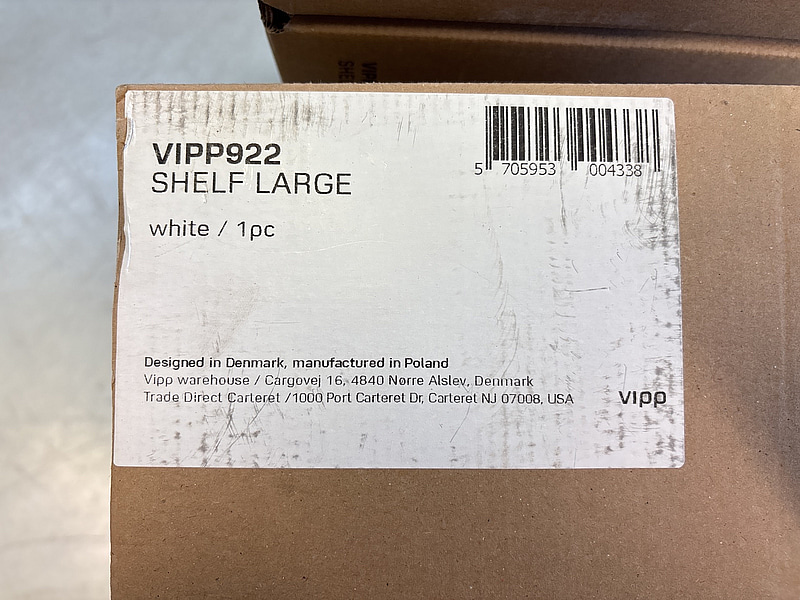 VIPP922
SHELF LARGE
white / 1pc
5 705953 004338
Designed in Denmark, manufactured in Poland
Vipp warehouse / Cargovej 16, 4840 Nørre Alslev, Denmark
Trade Direct Carteret /1000 Port Carteret Dr, Carteret NJ 07008, USA
vipp